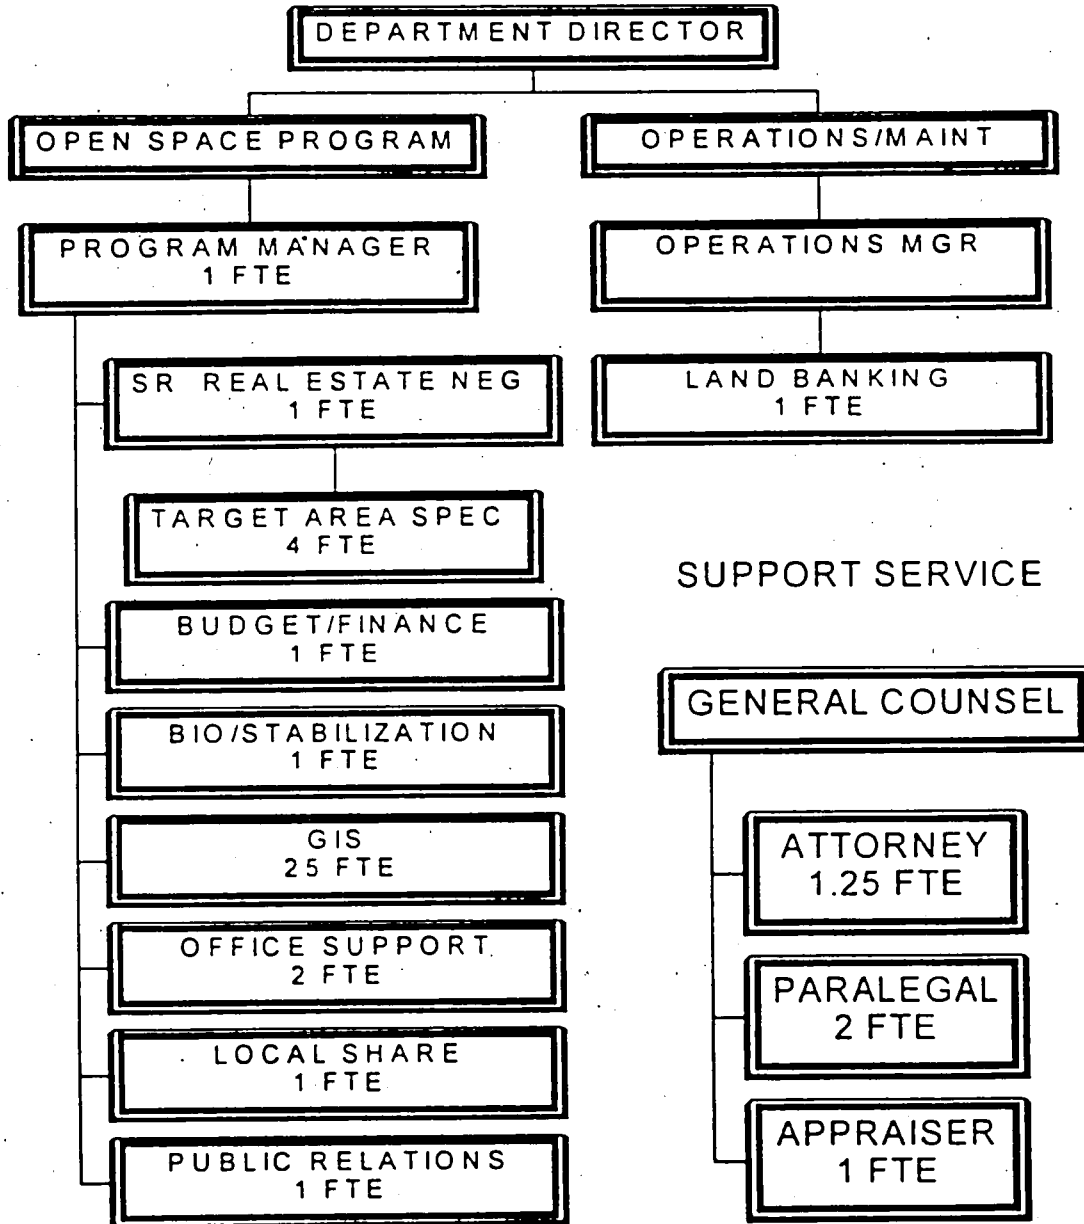 DEPARTMENT DIRECTOR
OPEN SPACE PROGRAM
OPERATIONS/MAINT
PROGRAM MANAGER
1 FTE
OPERATIONS MGR
SR REAL ESTATE NEG
1 FTE
LAND BANKING
1 FTE
TARGET AREA SPEC
4 FTE
SUPPORT SERVICE
BUDGET/FINANCE
1 FTE
BIO/STABILIZATION
1 FTE
GENERAL COUNSEL
GIS
25 FTE
ATTORNEY
1.25 FTE
OFFICE SUPPORT
2 FTE
PARALEGAL
2 FTE
LOCAL SHARE
1 FTE
APPRAISER
1 FTE
PUBLIC RELATIONS
1 FTE